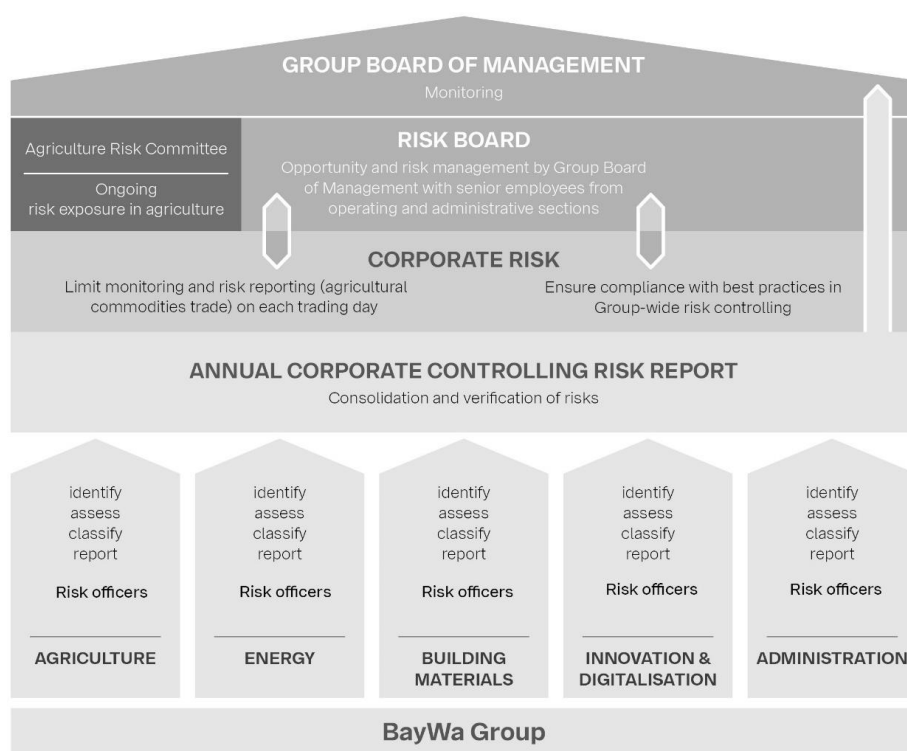 GROUP BOARD OF MANAGEMENT
Monitoring
Agriculture Risk Committee
Ongoing
risk exposure in agriculture
RISK BOARD
Opportunity and risk management by Group Board
of Management with senior employees from
operating and administrative sections
CORPORATE RISK
Limit monitoring and risk reporting (agricultural
commodities trade) on each trading day
Ensure compliance with best practices in
Group-wide risk controlling
ANNUAL CORPORATE CONTROLLING RISK REPORT
Consolidation and verification of risks
identify
assess
classify
report
Risk officers
AGRICULTURE
identify
assess
classify
report
Risk officers
ENERGY
identify
assess
classify
report
Risk officers
BUILDING
MATERIALS
identify
assess
classify
report
Risk officers
INNOVATION &
DIGITALISATION
identify
assess
classify
report
Risk officers
ADMINISTRATION
BayWa Group